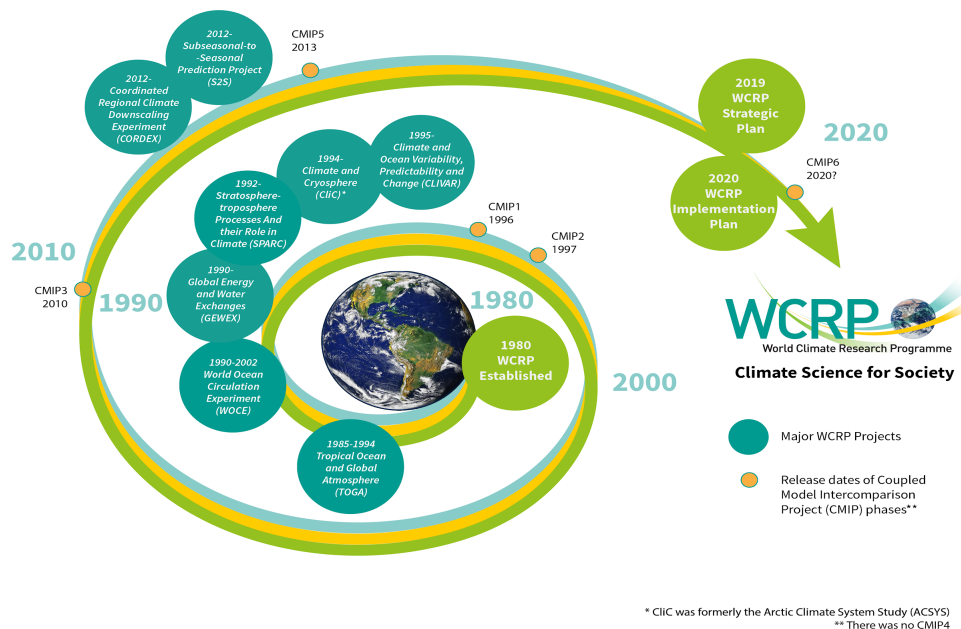 2012-
Subseasonal-to
-Seasonal
Prediction Project
(S2S)
CMIP5
2013
2012-
Coordinated
Regional Climate
Downscaling
Experiment
(CORDEX)
2019
WCRP
Strategic
Plan
2020
1995-
Climate and
Ocean Variability,
Predictability and
Change (CLIVAR)
1994-
Climate and
Cryosphere
(CliC)*
CMIP6
2020?
2020
WCRP
Implementation
Plan
1992-
Stratosphere-
troposphere
Processes And
their Role in
Climate (SPARC)
CMIP1
1996
CMIP2
1997
2010
CMIP3
2010
1990
1990-
Global Energy
and Water
Exchanges
(GEWEX)
1980
1980
WCRP
Established
WCRP
World Climate Research Programme
Climate Science for Society
1990-2002
World Ocean
Circulation
Experiment
(WOCE)
2000
1985-1994
Tropical Ocean
and Global
Atmosphere
(TOGA)
Major WCRP Projects
Release dates of Coupled
Model Intercomparison
Project (CMIP) phases**
* CliC was formerly the Arctic Climate System Study (ACSYS)
** There was no CMIP4